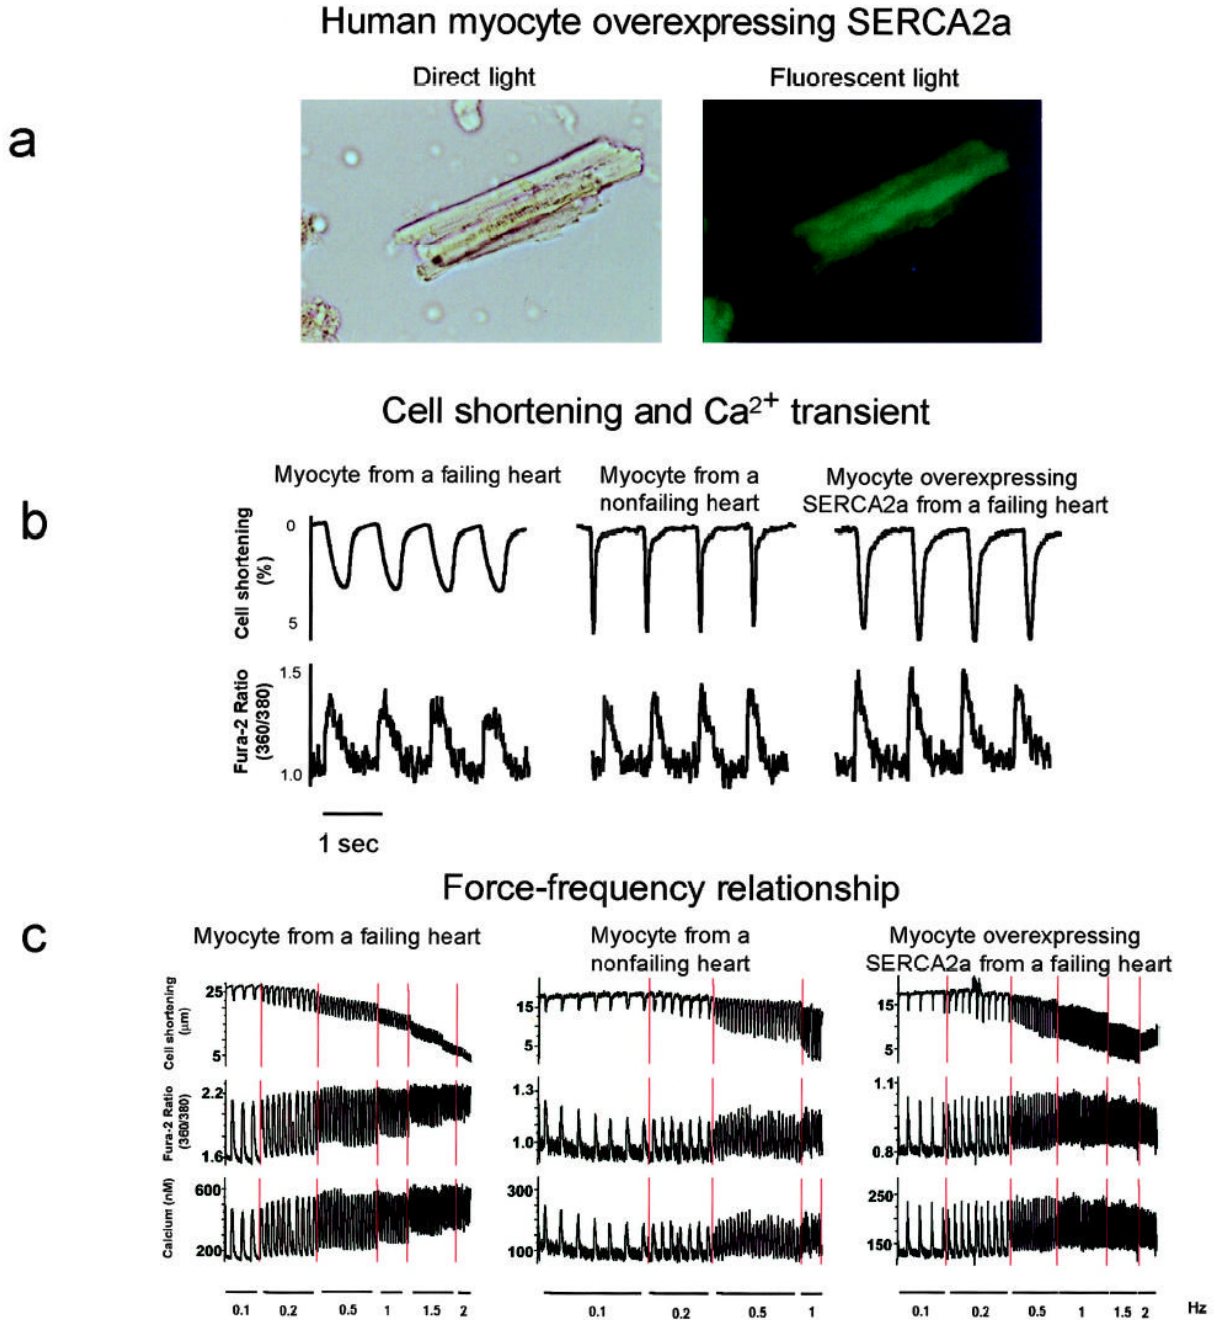 Human myocyte overexpressing SERCA2a
Direct light
Fluorescent light
a
Cell shortening and Ca²⁺ transient
b
Myocyte from a failing heart
Myocyte from a
nonfailing heart
Myocyte overexpressing
SERCA2a from a failing heart
Cell shortening
(%)
0
5
Fura-2 Ratio
(360/380)
1.5
1.0
1 sec
Force-frequency relationship
c
Myocyte from a failing heart
Myocyte from a
nonfailing heart
Myocyte overexpressing
SERCA2a from a failing heart
Cell shortening
(μm)
25
5
15
5
15
5
Fura-2 Ratio
(360/380)
2.2
1.6
1.3
1.0
1.1
0.8
Calcium (nM)
600
200
300
100
250
150
0.1 0.2 0.5 1 1.5 2
0.1 0.2 0.5 1
0.1 0.2 0.5 1 1.5 2 Hz